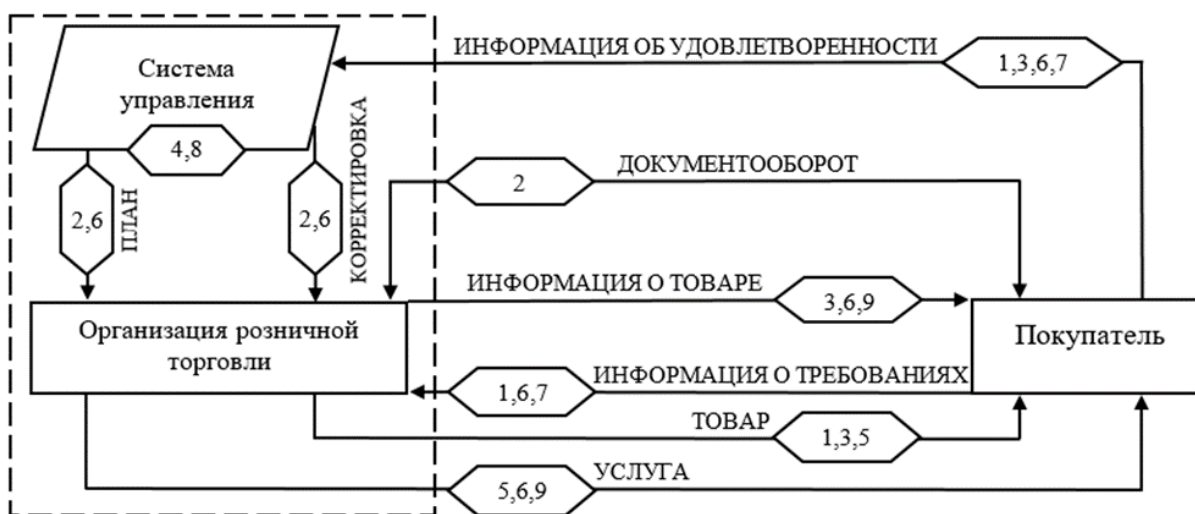 ИНФОРМАЦИЯ ОБ УДОВЛЕТВОРЕННОСТИ
1,3,6,7
Система
управления
4,8
2,6
ПЛАН
2,6
КОРРЕКТИРОВКА
2
ДОКУМЕНТООБОРОТ
ИНФОРМАЦИЯ О ТОВАРЕ
3,6,9
Организация розничной
торговли
Покупатель
1,6,7
ИНФОРМАЦИЯ О ТРЕБОВАНИЯХ
ТОВАР
1,3,5
УСЛУГА
5,6,9